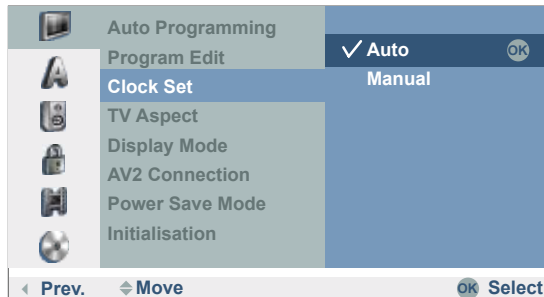 Auto Programming
Program Edit
Clock Set
TV Aspect
Display Mode
AV2 Connection
Power Save Mode
Initialisation
Auto OK
Manual
Prev. Move OK Select